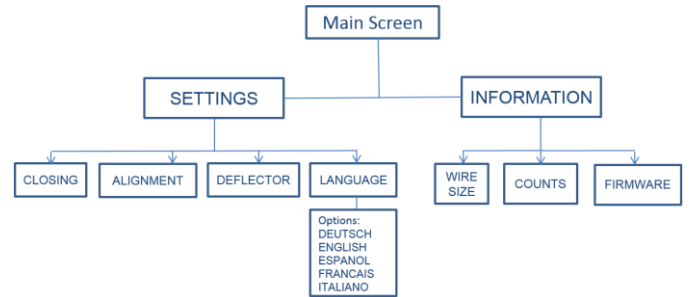 Main Screen
SETTINGS
INFORMATION
CLOSING
ALIGNMENT
DEFLECTOR
LANGUAGE
WIRE
SIZE
COUNTS
FIRMWARE
Options:
DEUTSCH
ENGLISH
ESPANOL
FRANCAIS
ITALIANO